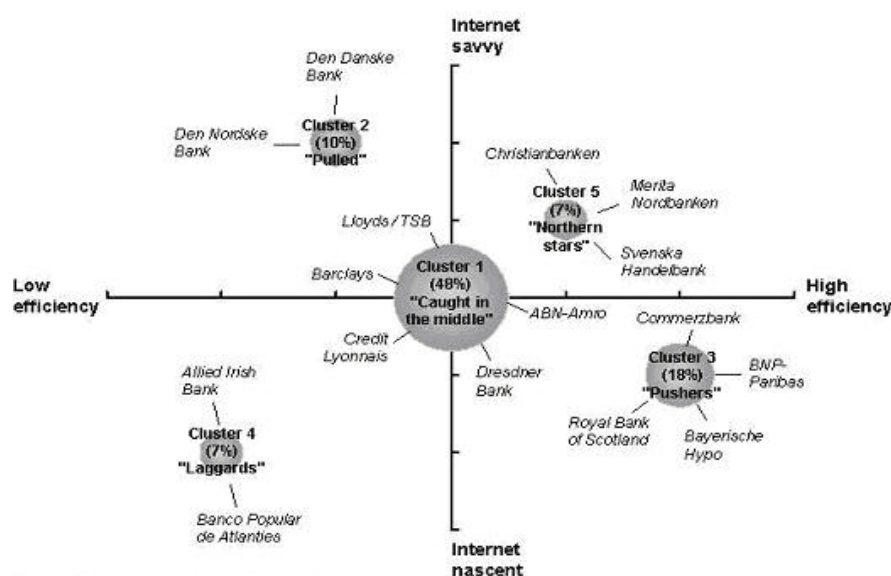 Internet
savvy
Den Danske
Bank
Den Nordske
Bank
Cluster 2
(10%)
"Pulled"
Christianbanken
Cluster 5
(7%)
"Northern
stars"
Merita
Nordbanken
Svenska
Handelbank
Lloyds/TSB
Barclays
Cluster 1
(48%)
"Caught in
the middle"
Low
efficiency
High
efficiency
ABN-Amro
Credit
Lyonnais
Dresdner
Bank
Commerzbank
Cluster 3
(18%)
"Pushers"
BNP-
Paribas
Royal Bank
of Scotland
Bayerische
Hypo
Allied Irish
Bank
Cluster 4
(7%)
"Laggards"
Banco Popular
de Atlanties
Internet
nascent